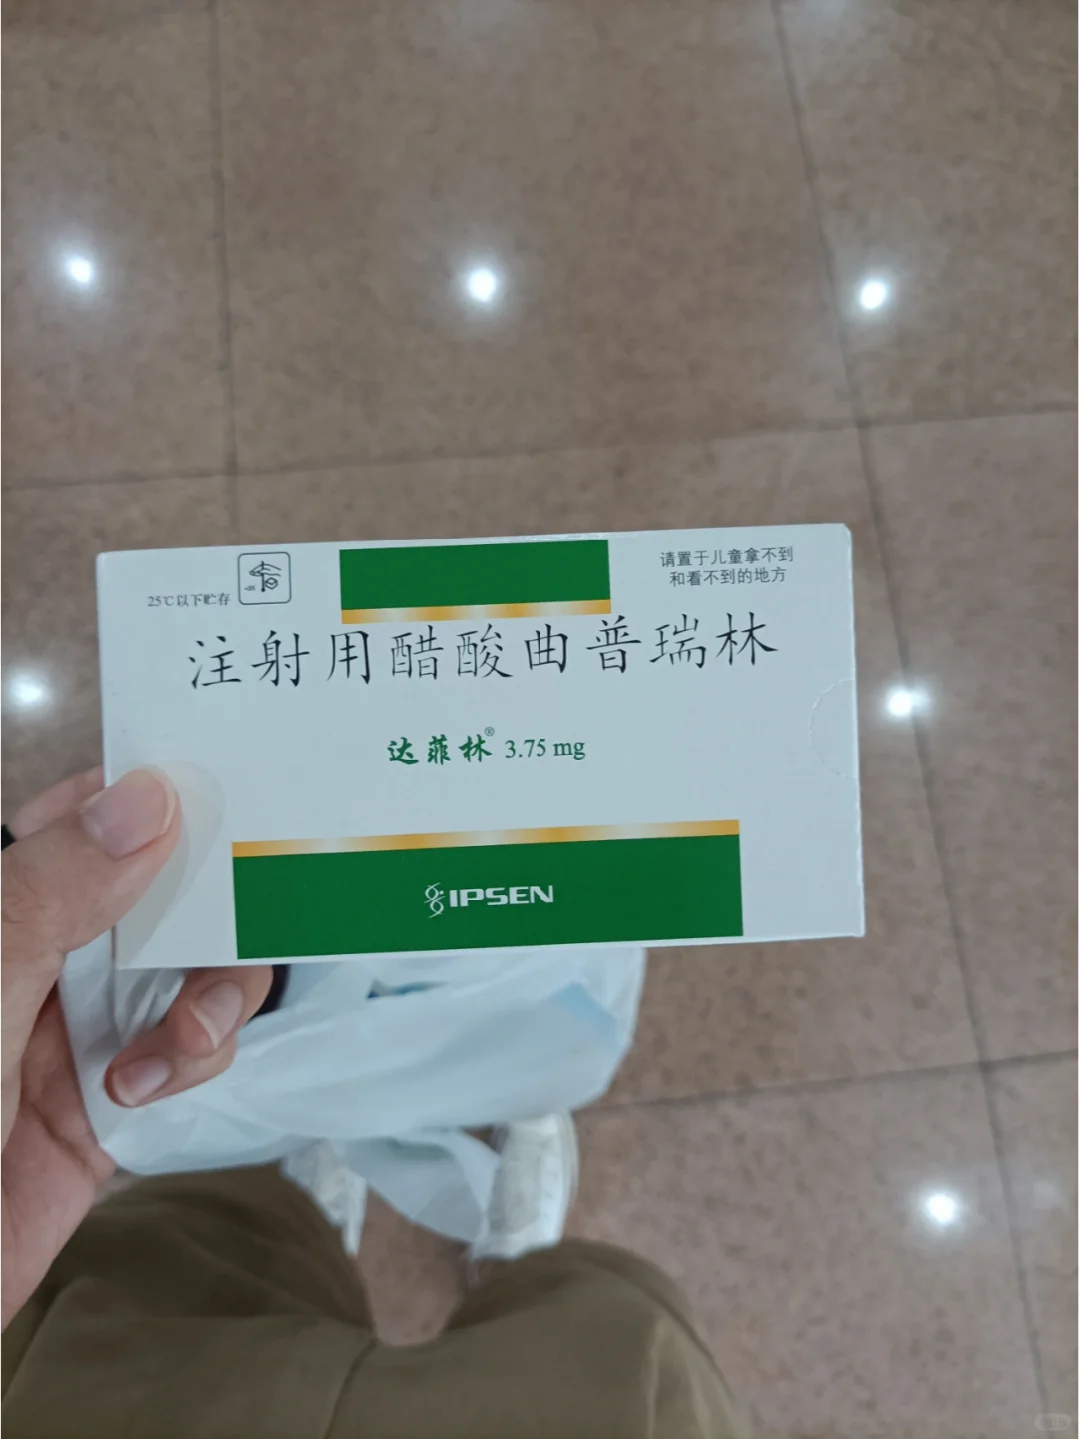 25℃以下贮存
请置于儿童拿不到
和看不到的地方
注射用醋酸曲普瑞林
达菲林® 3.75 mg
IPSEN